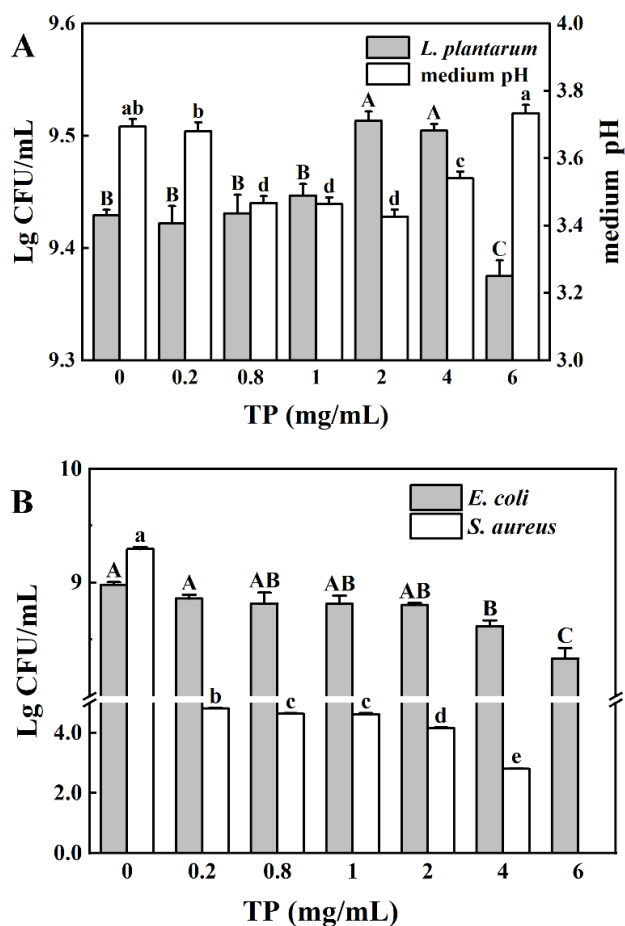 A
Lg CFU/mL
9.6
9.5
9.4
9.3
L. plantarum
medium pH
4.0
3.8
3.6
3.4
3.2
3.0
medium pH
B ab B b B d B d A d A c C a
0 0.2 0.8 1 2 4 6
TP (mg/mL)
B
Lg CFU/mL
10
9
4.0
2.0
0.0
E. coli
S. aureus
A a A b AB c AB c AB d B e C
0 0.2 0.8 1 2 4 6
TP (mg/mL)